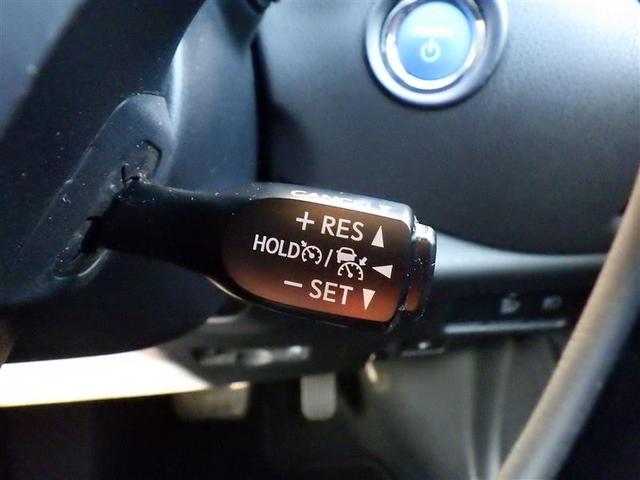 CANCEL
+ RES ▲
HOLD / ◀
− SET ▼